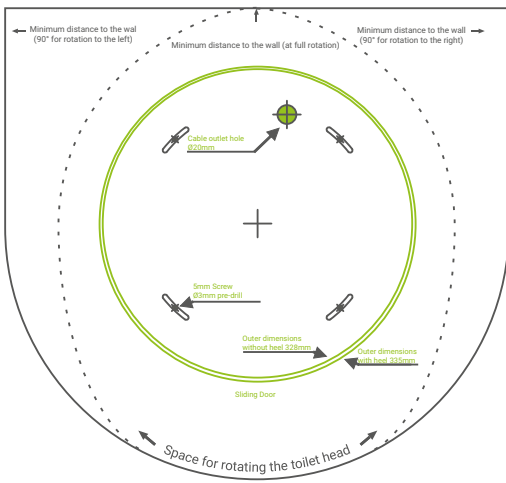 Minimum distance to the wal
(90° for rotation to the left)
Minimum distance to the wall (at full rotation)
Minimum distance to the wall
(90° for rotation to the right)
Cable outlet hole
Ø20mm
5mm Screw
Ø3mm pre-drill
Outer dimensions
without heel 328mm
Outer dimensions
with heel 335mm
Sliding Door
Space for rotating the toilet head